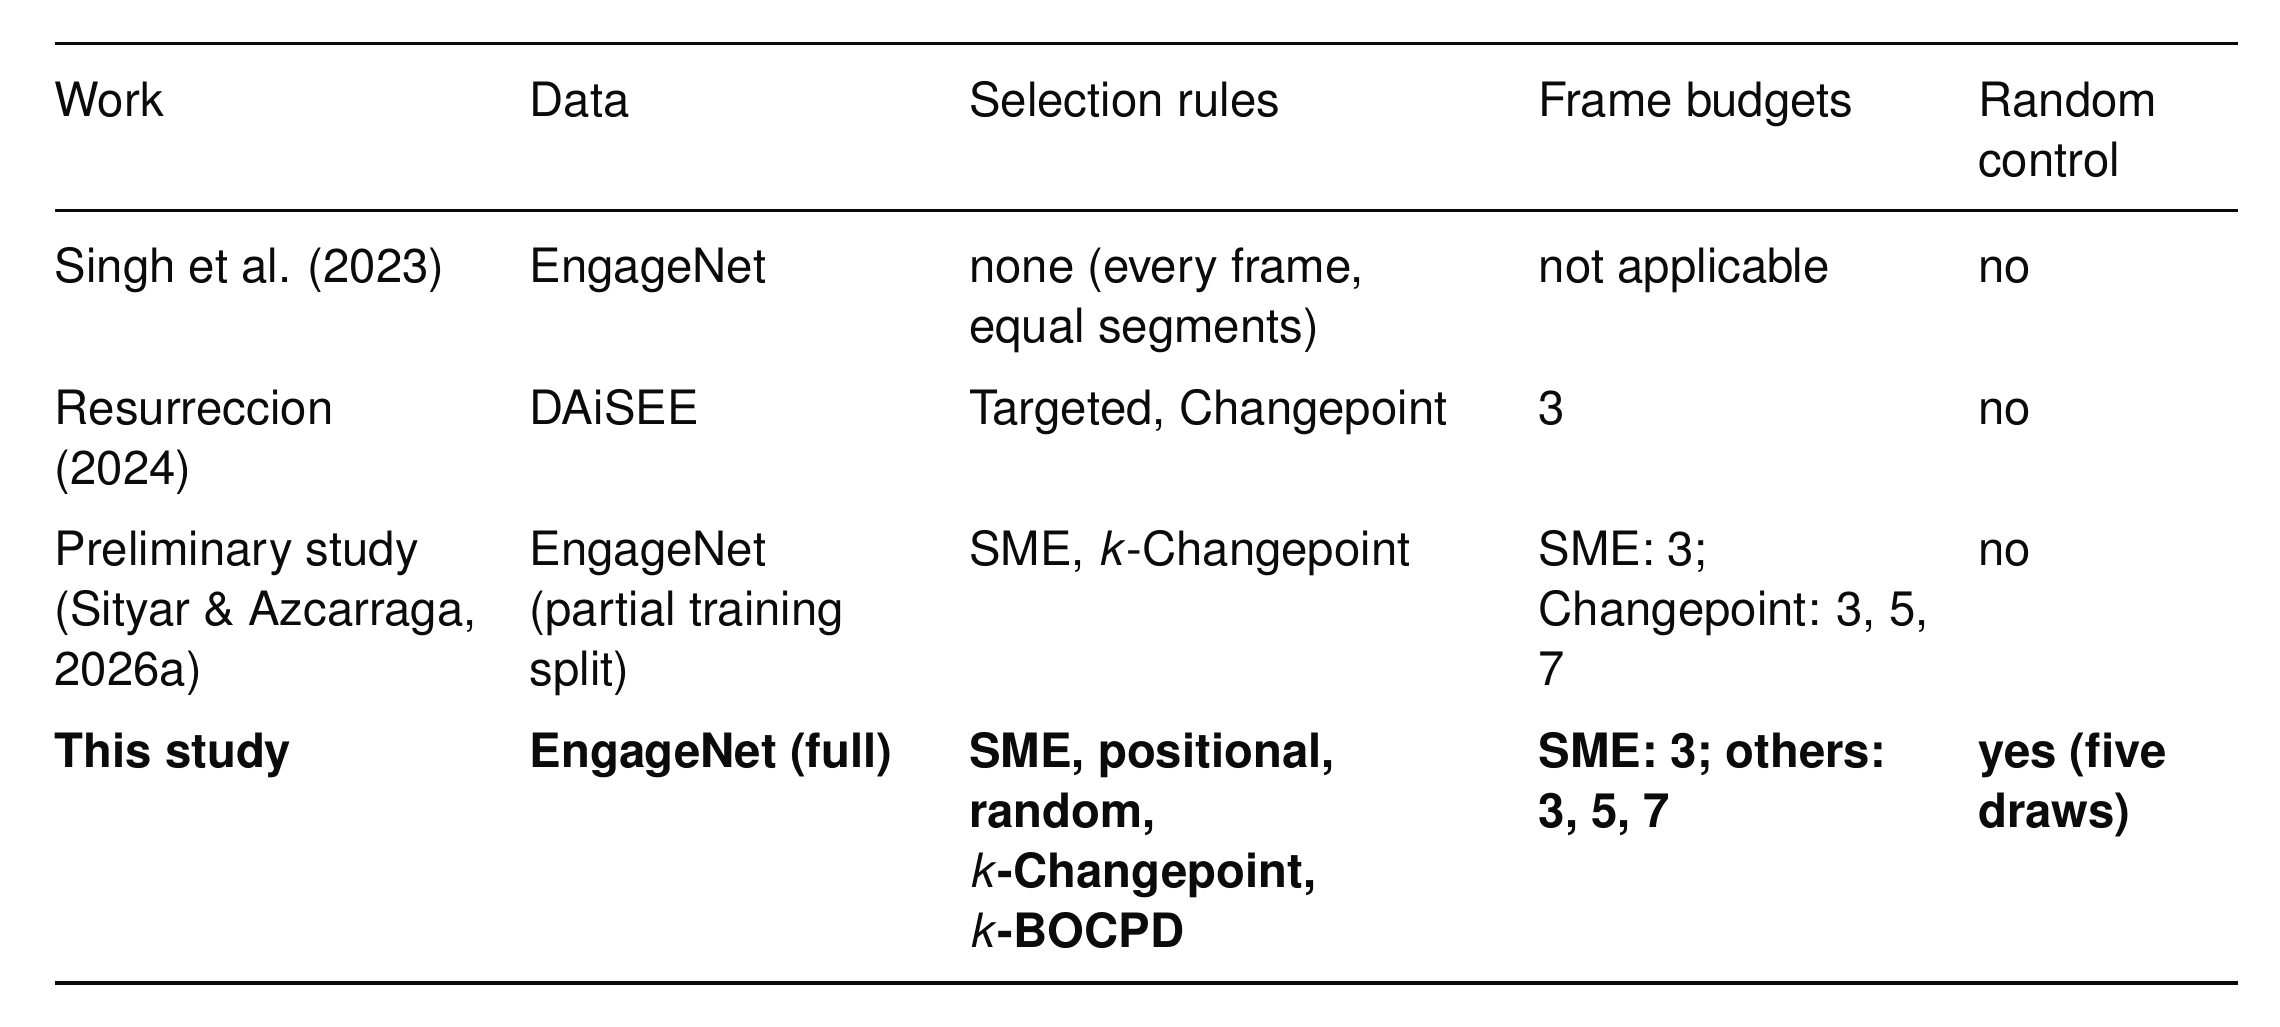 Work Data Selection rules Frame budgets Random
control
Singh et al. (2023) EngageNet none (every frame, not applicable no
equal segments)
Resurreccion DAiSEE Targeted, Changepoint 3 no
(2024)
Preliminary study EngageNet SME, k-Changepoint SME: 3; no
(Sityar & Azcarraga, (partial training Changepoint: 3, 5,
2026a) split) 7
This study EngageNet (full) SME, positional, SME: 3; others: yes (five
random, 3, 5, 7 draws)
k-Changepoint,
k-BOCPD